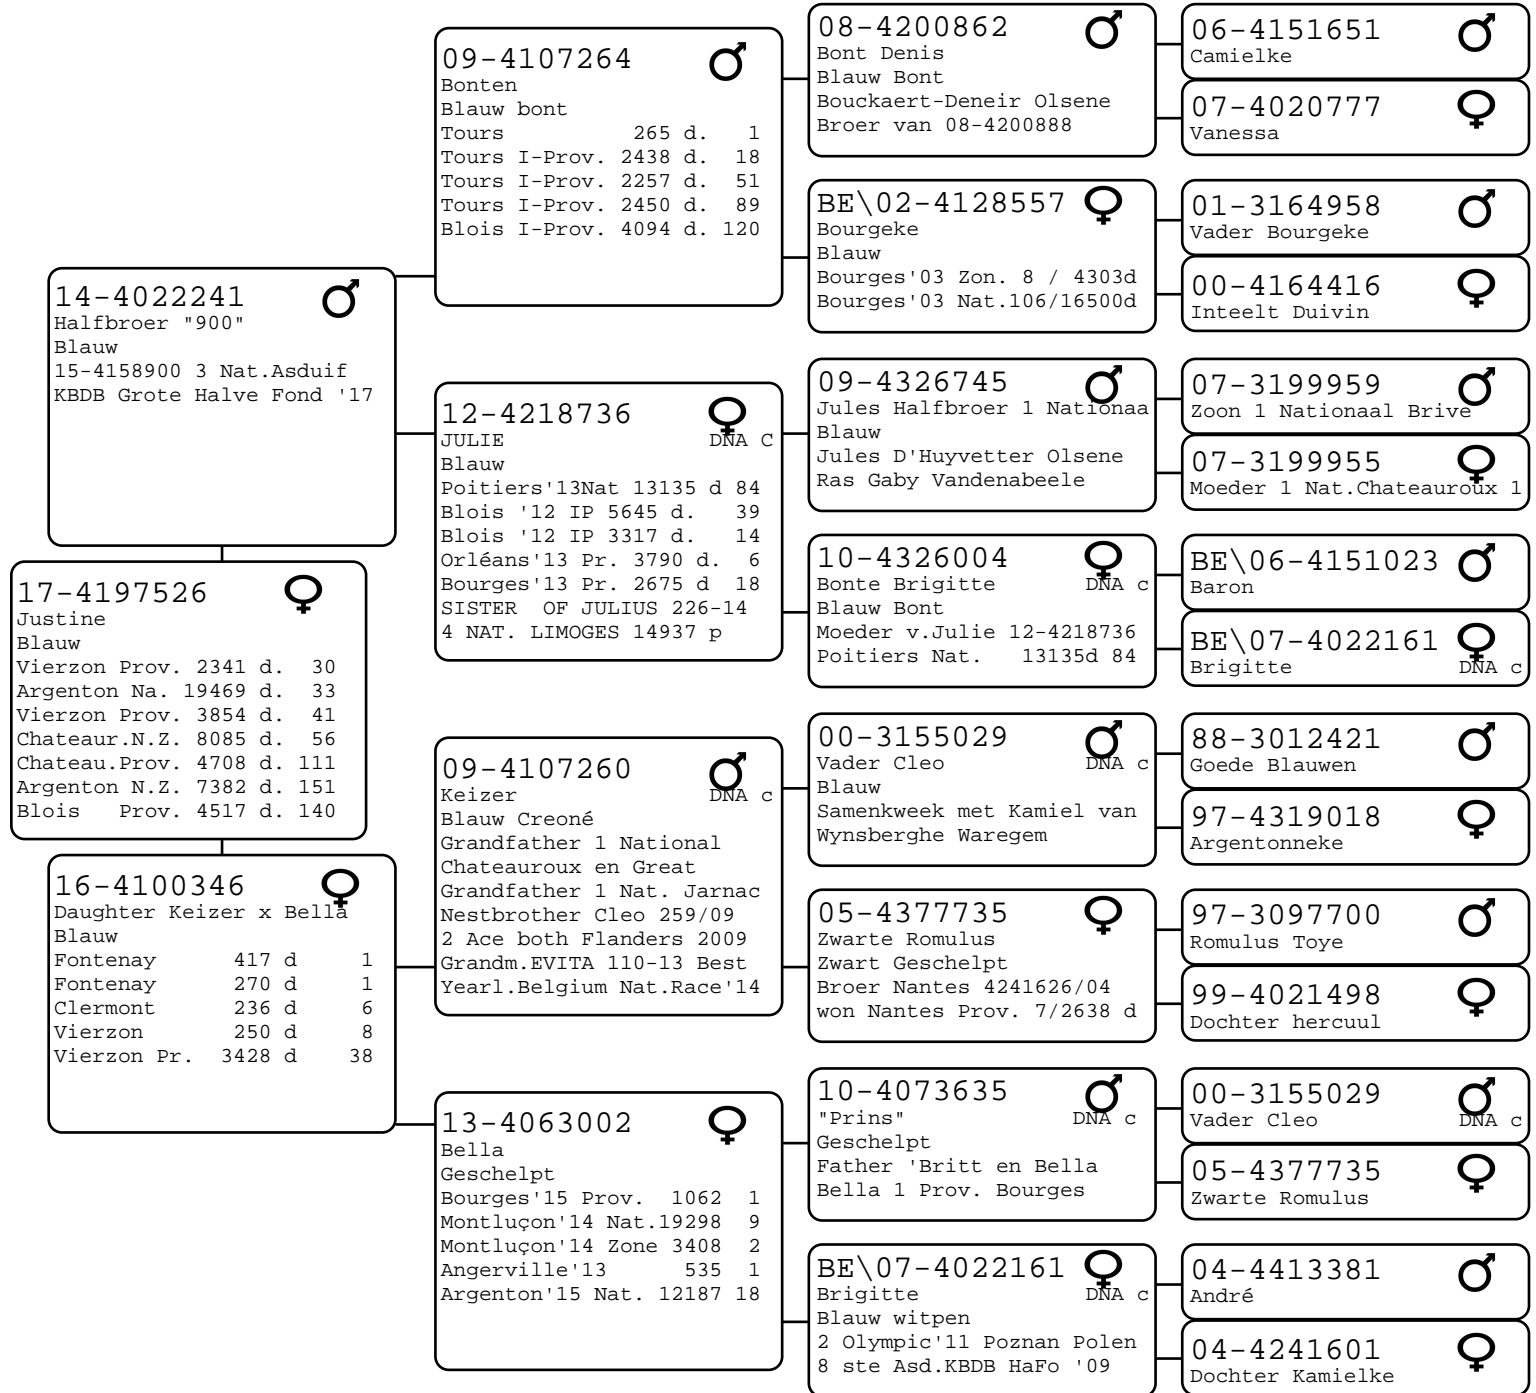 17-4197526
Justine
Blauw
Vierzon Prov. 2341 d. 30
Argenton Na. 19469 d. 33
Vierzon Prov. 3854 d. 41
Chateaur.N.Z. 8085 d. 56
Chateau.Prov. 4708 d. 111
Argenton N.Z. 7382 d. 151
Blois Prov. 4517 d. 140
14-4022241
Halfbroer "900"
Blauw
15-4158900 3 Nat.Asduif
KBDB Grote Halve Fond '17
16-4100346
Daughter Keizer x Bella
Blauw
Fontenay 417 d 1
Fontenay 270 d 1
Clermont 236 d 6
Vierzon 250 d 8
Vierzon Pr. 3428 d 38
09-4107264
Bonten
Blauw bont
Tours 265 d. 1
Tours I-Prov. 2438 d. 18
Tours I-Prov. 2257 d. 51
Tours I-Prov. 2450 d. 89
Blois I-Prov. 4094 d. 120
12-4218736
JULIE DNA C
Blauw
Poitiers'13Nat 13135 d 84
Blois '12 IP 5645 d. 39
Blois '12 IP 3317 d. 14
Orléans'13 Pr. 3790 d. 6
Bourges'13 Pr. 2675 d 18
SISTER OF JULIUS 226-14
4 NAT. LIMOGES 14937 p
09-4107260
Keizer DNA c
Blauw Creoné
Grandfather 1 National
Chateauroux en Great
Grandfather 1 Nat. Jarnac
Nestbrother Cleo 259/09
2 Ace both Flanders 2009
Grandm.EVITA 110-13 Best
Yearl.Belgium Nat.Race'14
13-4063002
Bella
Geschelpt
Bourges'15 Prov. 1062 1
Montluçon'14 Nat.19298 9
Montluçon'14 Zone 3408 2
Angerville'13 535 1
Argenton'15 Nat. 12187 18
08-4200862
Bont Denis
Blauw Bont
Bouckaert-Deneir Olsene
Broer van 08-4200888
BE\02-4128557
Bourgeke
Blauw
Bourges'03 Zon. 8 / 4303d
Bourges'03 Nat.106/16500d
09-4326745
Jules Halfbroer 1 Nationaa
Blauw
Jules D'Huyvetter Olsene
Ras Gaby Vandenabeele
10-4326004
Bonte Brigitte DNA c
Blauw Bont
Moeder v.Julie 12-4218736
Poitiers Nat. 13135d 84
00-3155029
Vader Cleo DNA c
Blauw
Samenkweek met Kamiel van
Wynsberghe Waregem
05-4377735
Zwarte Romulus
Zwart Geschelpt
Broer Nantes 4241626/04
won Nantes Prov. 7/2638 d
10-4073635
"Prins" DNA c
Geschelpt
Father 'Britt en Bella
Bella 1 Prov. Bourges
BE\07-4022161
Brigitte DNA c
Blauw witpen
2 Olympic'11 Poznan Polen
8 ste Asd.KBDB HaFo '09
06-4151651
Camielke
07-4020777
Vanessa
01-3164958
Vader Bourgeke
00-4164416
Inteelt Duivin
07-3199959
Zoon 1 Nationaal Brive
07-3199955
Moeder 1 Nat.Chateauroux 1
BE\06-4151023
Baron
BE\07-4022161
Brigitte DNA c
88-3012421
Goede Blauwen
97-4319018
Argentonneke
97-3097700
Romulus Toye
99-4021498
Dochter hercuul
00-3155029
Vader Cleo DNA c
05-4377735
Zwarte Romulus
04-4413381
André
04-4241601
Dochter Kamielke